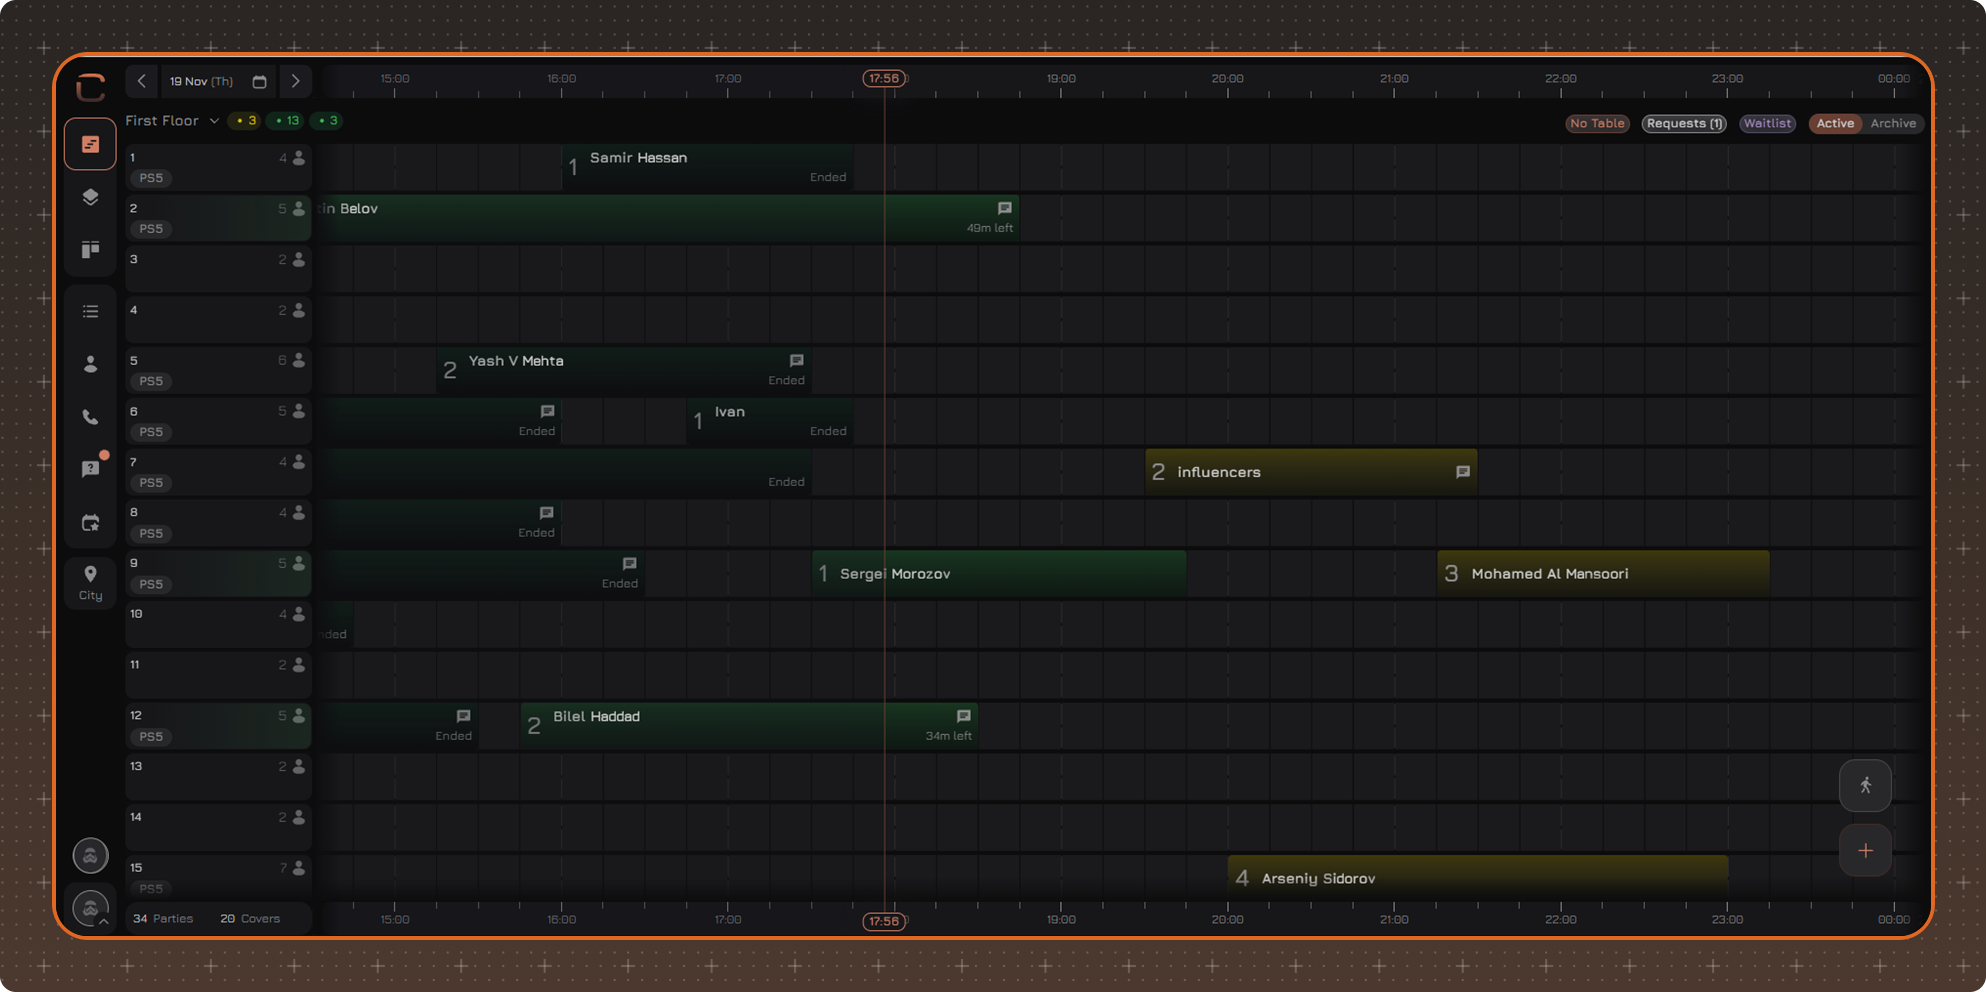 19 Nov (Th)
15:00 16:00 17:00 17:56 19:00 20:00 21:00 22:00 23:00 00:00
First Floor • 3 • 13 • 3
No Table Requests (1) Waitlist Active Archive
1 4
PS5
1 Samir Hassan
Ended
2 5
PS5
tin Belov
49m left
3 2
4 2
5 6
PS5
2 Yash V Mehta
Ended
6 5
PS5
Ended
1 Ivan
Ended
7 4
PS5
Ended
2 influencers
8 4
PS5
Ended
9 5
PS5
Ended
1 Sergei Morozov
3 Mohamed Al Mansoori
10 4
nded
11 2
12 5
PS5
Ended
2 Bilel Haddad
34m left
13 2
14 2
15 7
PS5
4 Arseniy Sidorov
City
34 Parties 20 Covers
15:00 16:00 17:00 17:56 19:00 20:00 21:00 22:00 23:00 00:00